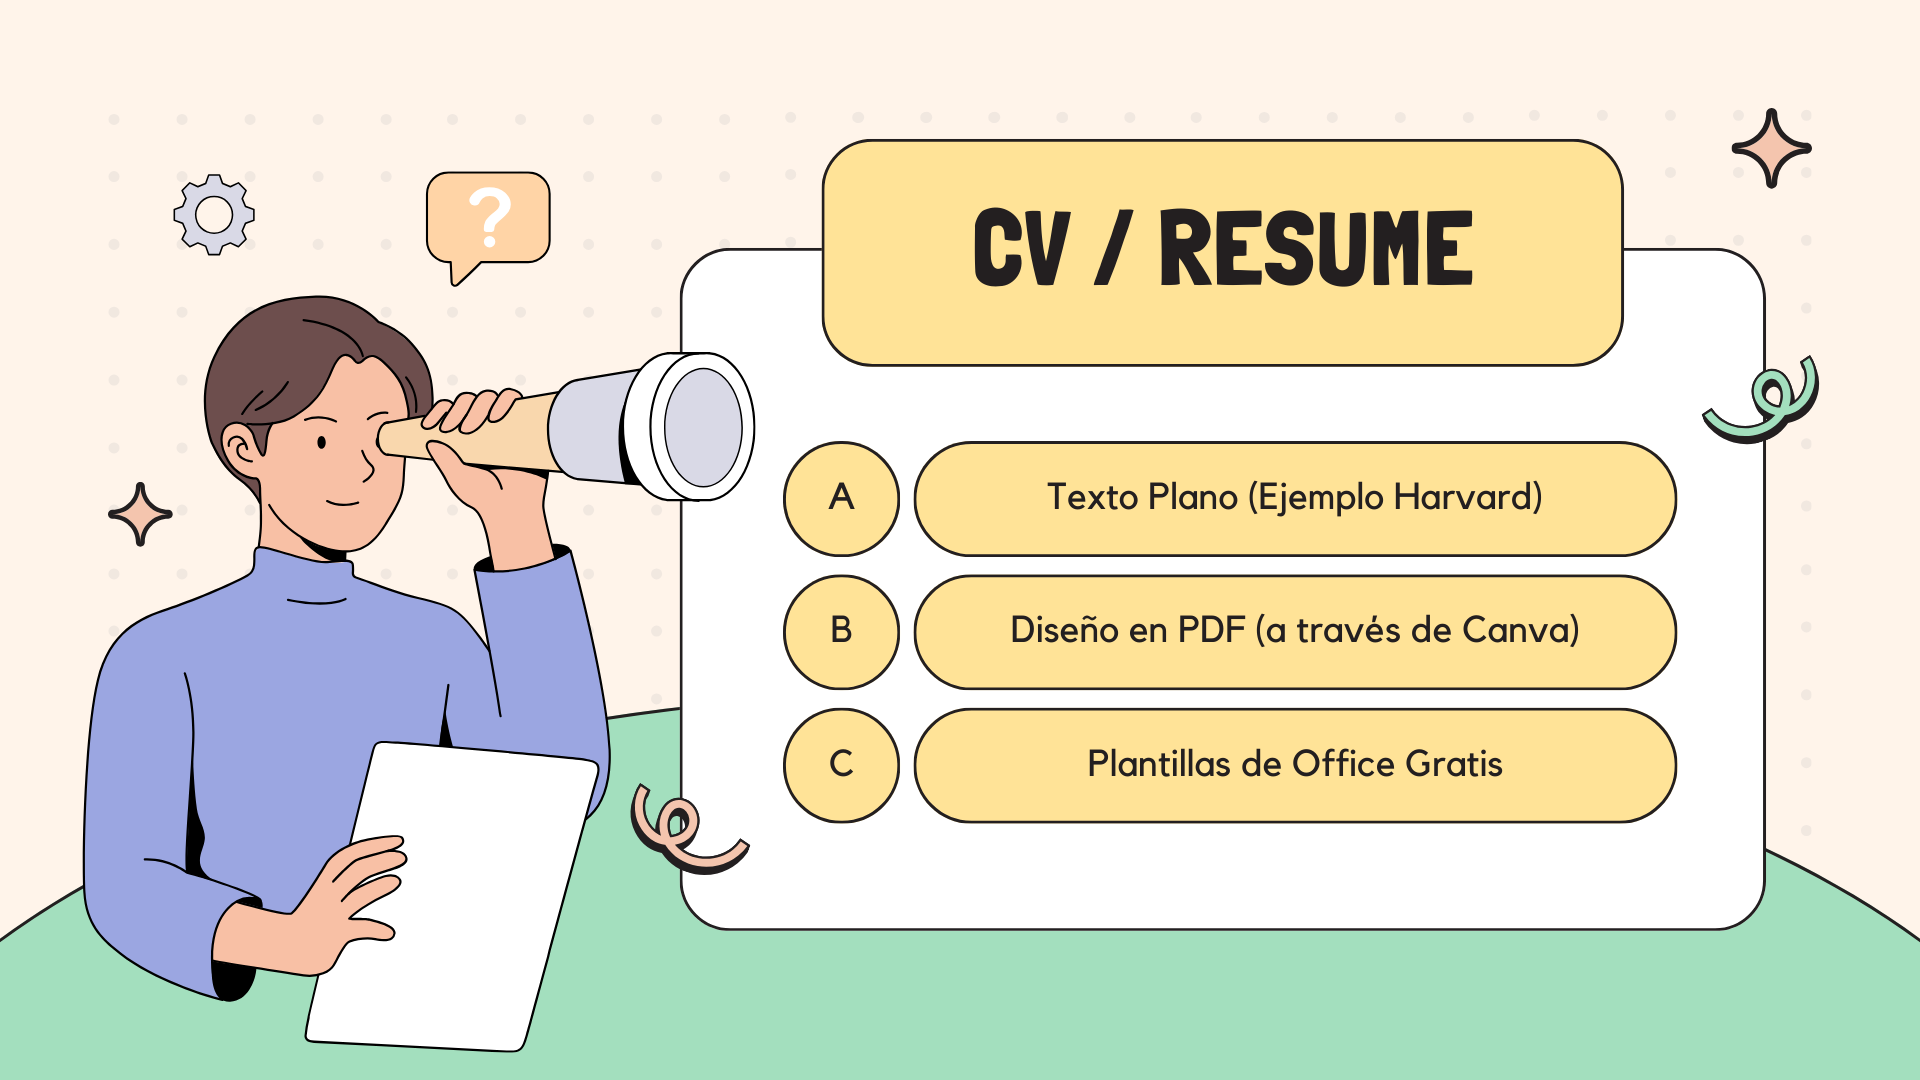 ?
CV / RESUME
A Texto Plano (Ejemplo Harvard)
B Diseño en PDF (a través de Canva)
C Plantillas de Office Gratis